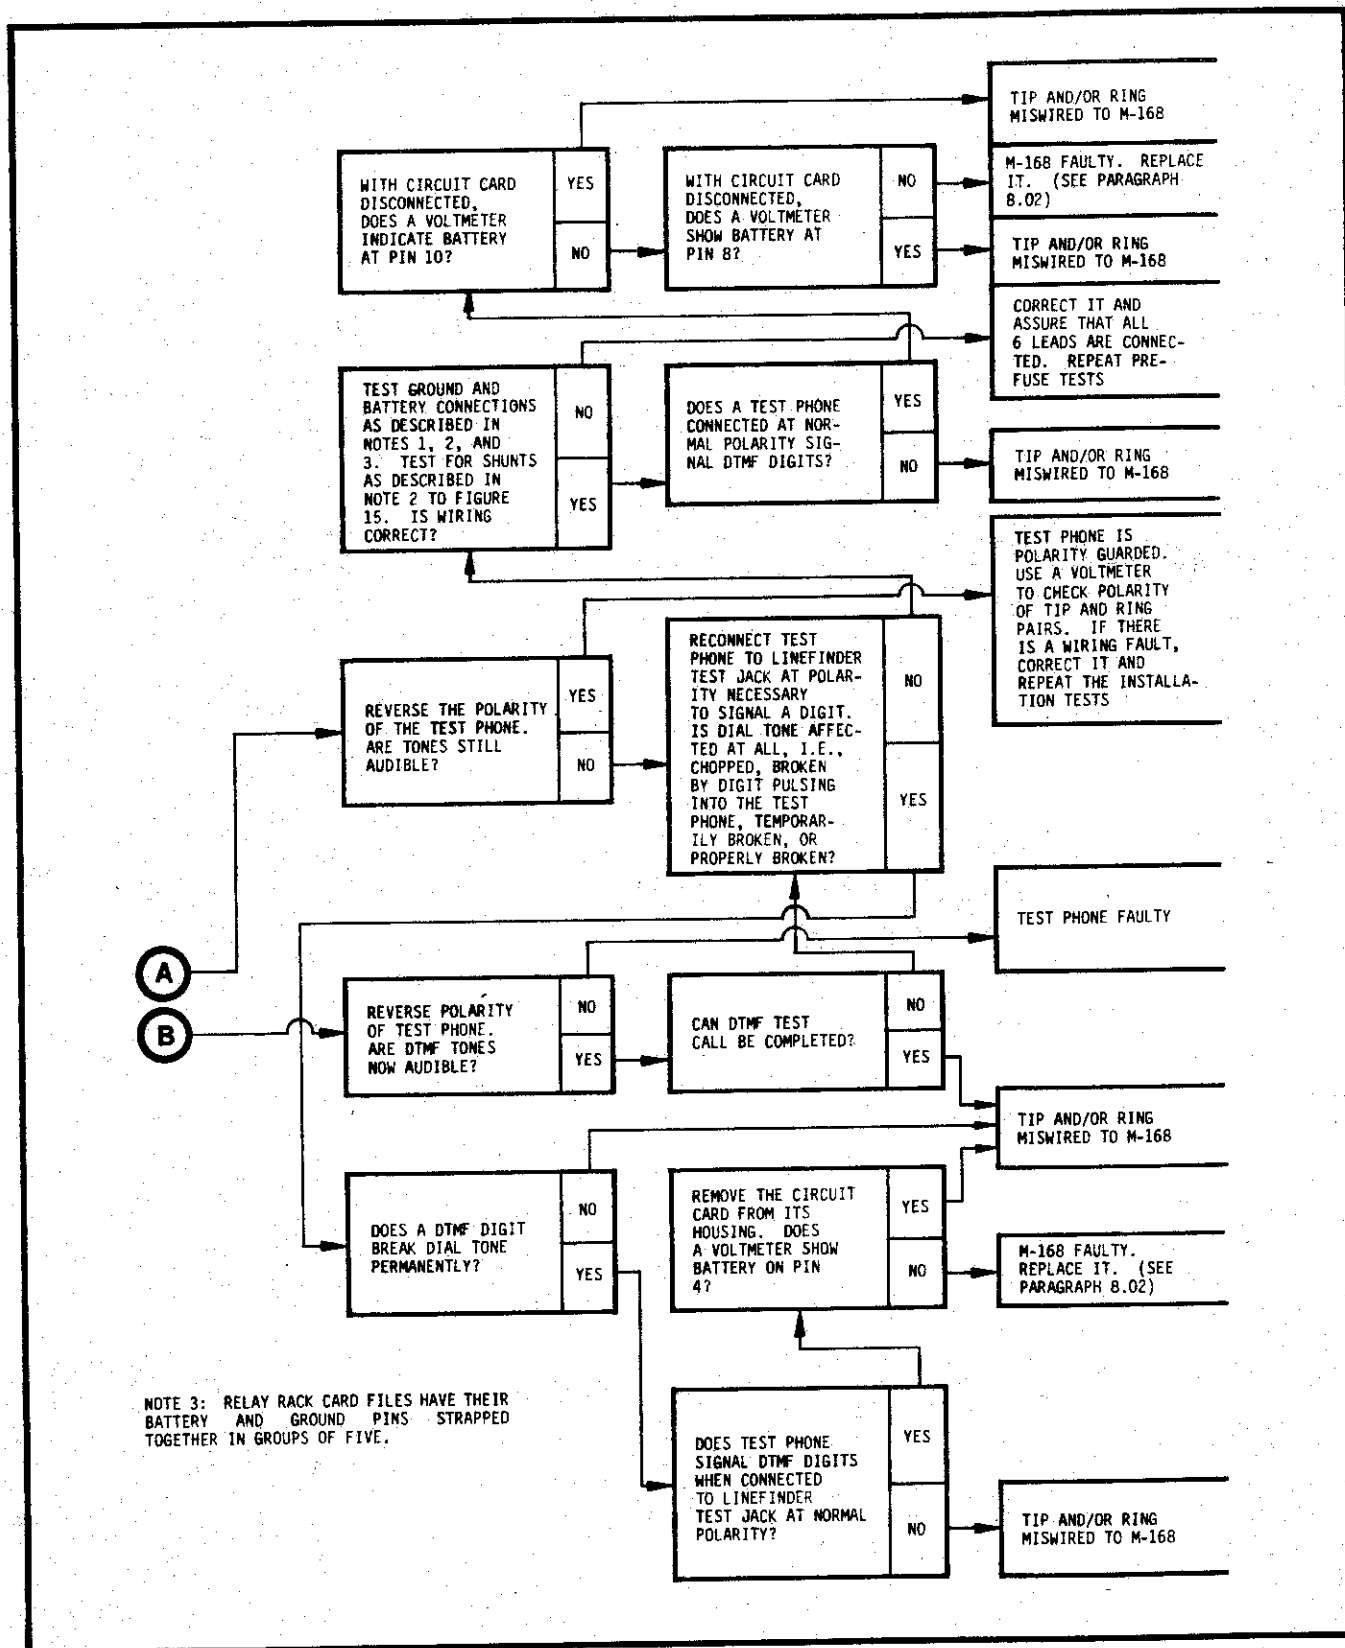 TIP AND/OR RING
MISWIRED TO M-168
WITH CIRCUIT CARD
DISCONNECTED,
DOES A VOLTMETER
INDICATE BATTERY
AT PIN 10?
YES
NO
WITH CIRCUIT CARD
DISCONNECTED,
DOES A VOLTMETER
SHOW BATTERY AT
PIN 8?
NO
YES
M-168 FAULTY. REPLACE
IT. (SEE PARAGRAPH
8.02)
TIP AND/OR RING
MISWIRED TO M-168
CORRECT IT AND
ASSURE THAT ALL
6 LEADS ARE CONNEC-
TED. REPEAT PRE-
FUSE TESTS
TEST GROUND AND
BATTERY CONNECTIONS
AS DESCRIBED IN
NOTES 1, 2, AND
3. TEST FOR SHUNTS
AS DESCRIBED IN
NOTE 2 TO FIGURE
15. IS WIRING
CORRECT?
NO
YES
DOES A TEST PHONE
CONNECTED AT NOR-
MAL POLARITY SIG-
NAL DTMF DIGITS?
YES
NO
TIP AND/OR RING
MISWIRED TO M-168
TEST PHONE IS
POLARITY GUARDED.
USE A VOLTMETER
TO CHECK POLARITY
OF TIP AND RING
PAIRS. IF THERE
IS A WIRING FAULT,
CORRECT IT AND
REPEAT THE INSTALLA-
TION TESTS
REVERSE THE POLARITY
OF THE TEST PHONE.
ARE TONES STILL
AUDIBLE?
YES
NO
RECONNECT TEST
PHONE TO LINEFINDER
TEST JACK AT POLAR-
ITY NECESSARY
TO SIGNAL A DIGIT.
IS DIAL TONE AFFEC-
TED AT ALL, I.E.,
CHOPPED, BROKEN
BY DIGIT PULSING
INTO THE TEST
PHONE, TEMPORAR-
ILY BROKEN, OR
PROPERLY BROKEN?
NO
YES
TEST PHONE FAULTY
A
B
REVERSE POLARITY
OF TEST PHONE.
ARE DTMF TONES
NOW AUDIBLE?
NO
YES
CAN DTMF TEST
CALL BE COMPLETED?
NO
YES
TIP AND/OR RING
MISWIRED TO M-168
DOES A DTMF DIGIT
BREAK DIAL TONE
PERMANENTLY?
NO
YES
REMOVE THE CIRCUIT
CARD FROM ITS
HOUSING. DOES
A VOLTMETER SHOW
BATTERY ON PIN
4?
YES
NO
M-168 FAULTY.
REPLACE IT. (SEE
PARAGRAPH 8.02)
NOTE 3: RELAY RACK CARD FILES HAVE THEIR
BATTERY AND GROUND PINS STRAPPED
TOGETHER IN GROUPS OF FIVE.
DOES TEST PHONE
SIGNAL DTMF DIGITS
WHEN CONNECTED
TO LINEFINDER
TEST JACK AT NORMAL
POLARITY?
YES
NO
TIP AND/OR RING
MISWIRED TO M-168